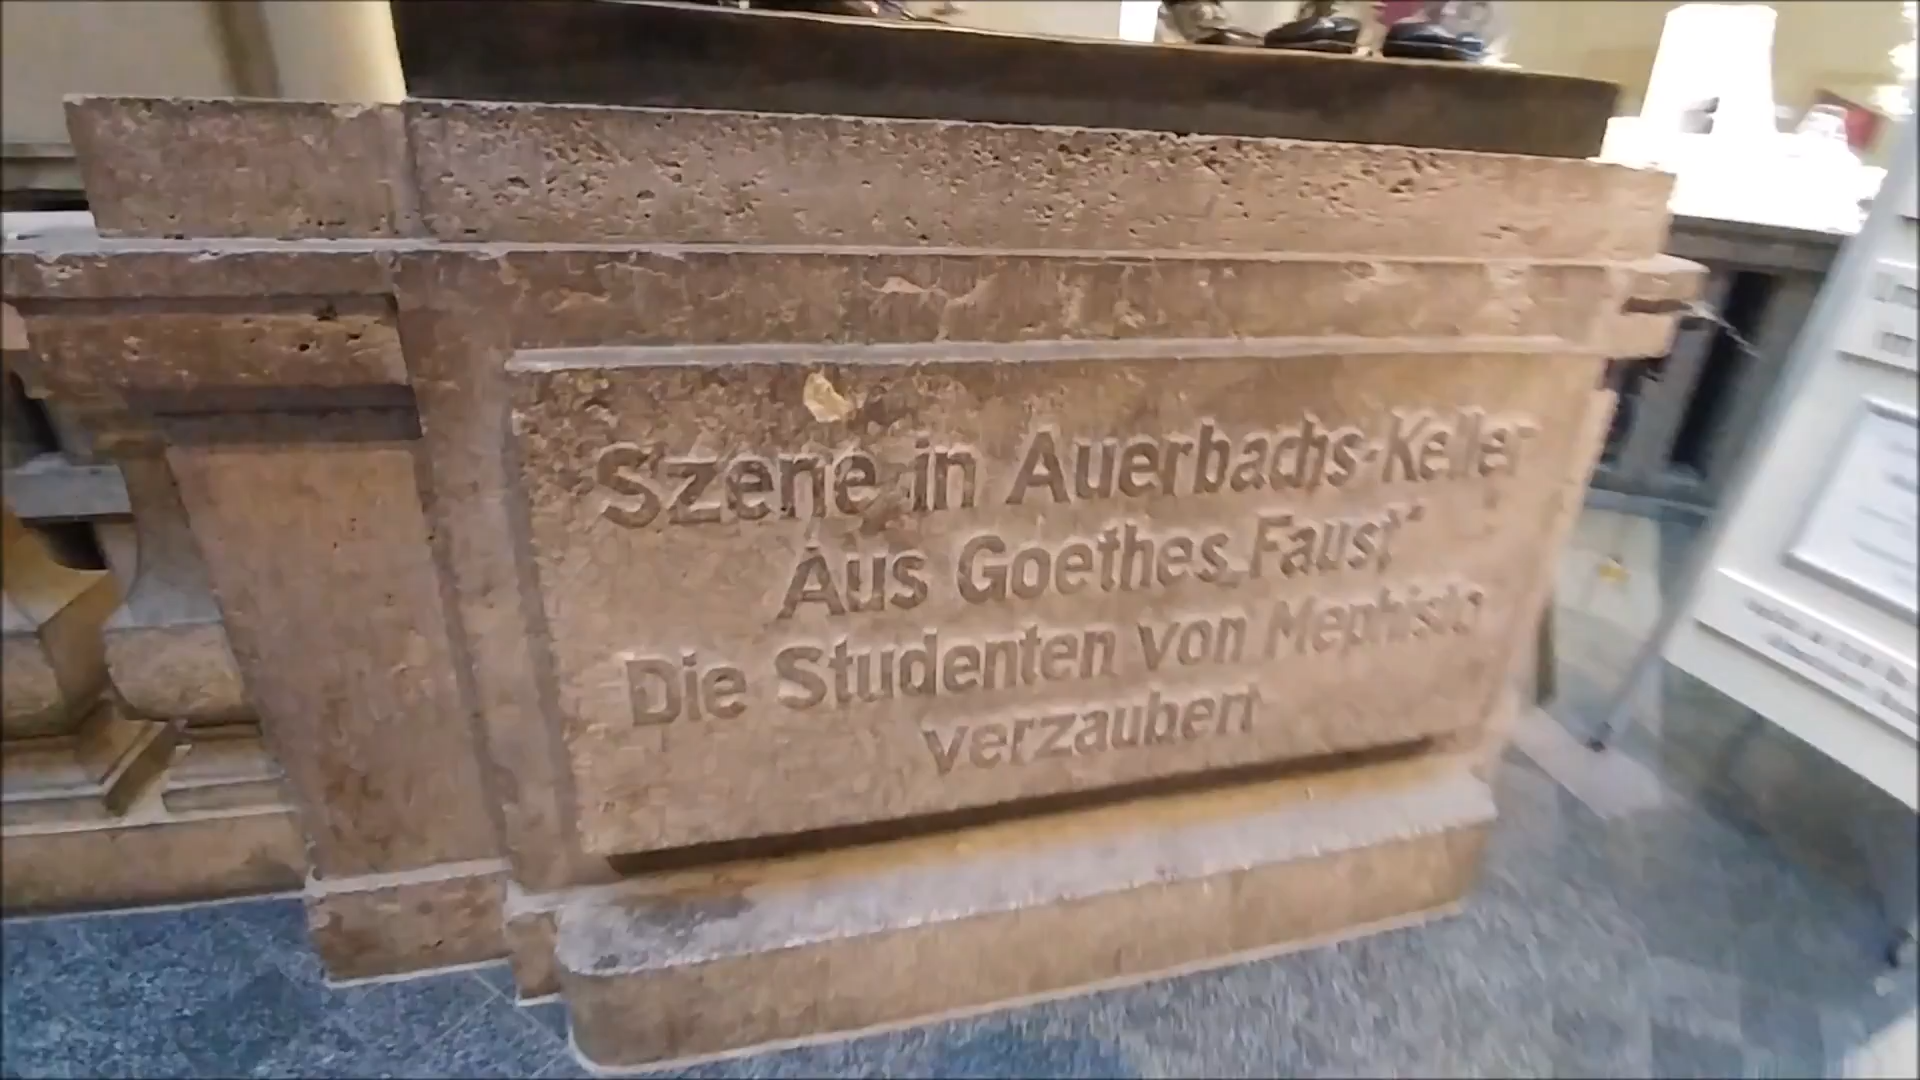 Szene in Auerbachs-Keller
Aus Goethes „Faust“
Die Studenten von Mephisto
verzaubert